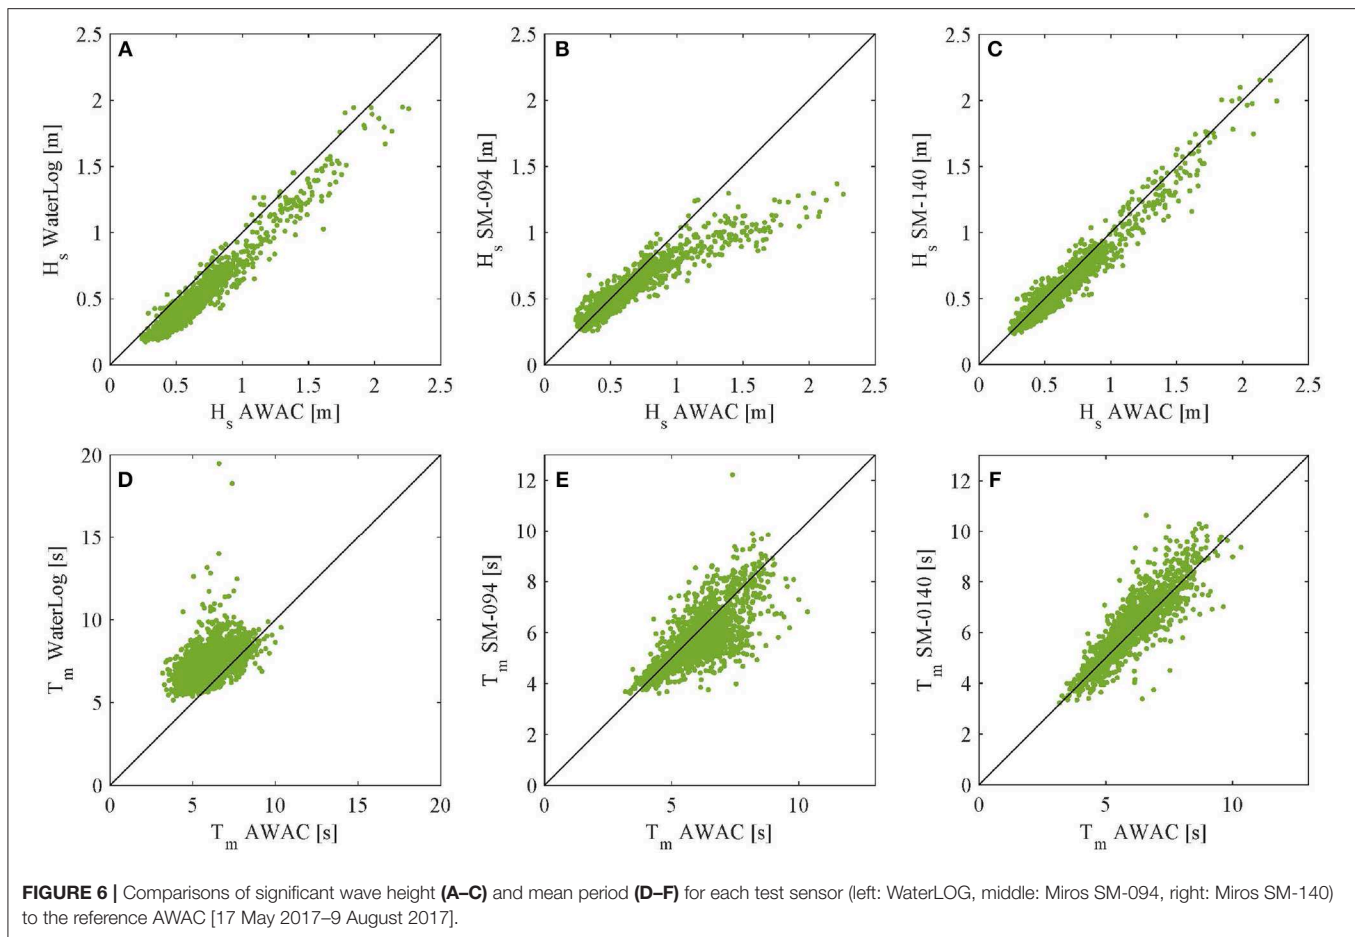 A
2.5
2
1.5
1
0.5
0
H_s WaterLog [m]
0 0.5 1 1.5 2 2.5
H_s AWAC [m]
B
2.5
2
1.5
1
0.5
0
H_s SM-094 [m]
0 0.5 1 1.5 2 2.5
H_s AWAC [m]
C
2.5
2
1.5
1
0.5
0
H_s SM-140 [m]
0 0.5 1 1.5 2 2.5
H_s AWAC [m]
D
20
15
10
5
0
T_m WaterLog [s]
0 5 10 15 20
T_m AWAC [s]
E
12
10
8
6
4
2
0
T_m SM-094 [s]
0 5 10
T_m AWAC [s]
F
12
10
8
6
4
2
0
T_m SM-0140 [s]
0 5 10
T_m AWAC [s]
FIGURE 6 | Comparisons of significant wave height (A–C) and mean period (D–F) for each test sensor (left: WaterLOG, middle: Miros SM-094, right: Miros SM-140)
to the reference AWAC [17 May 2017–9 August 2017].